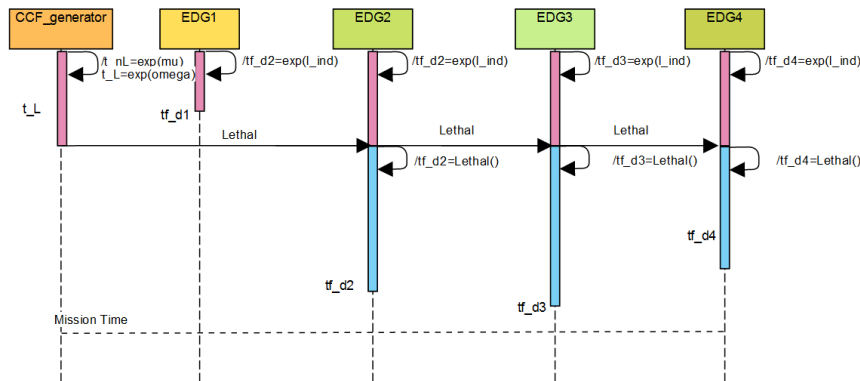 CCF_generator
EDG1
EDG2
EDG3
EDG4
/t_nL=exp(mu)
t_L=exp(omega)
/tf_d2=exp(l_ind)
/tf_d2=exp(l_ind)
/tf_d3=exp(l_ind)
/tf_d4=exp(l_ind)
t_L
tf_d1
Lethal
Lethal
Lethal
/tf_d2=Lethal()
/tf_d3=Lethal()
/tf_d4=Lethal()
tf_d4
tf_d2
tf_d3
Mission Time